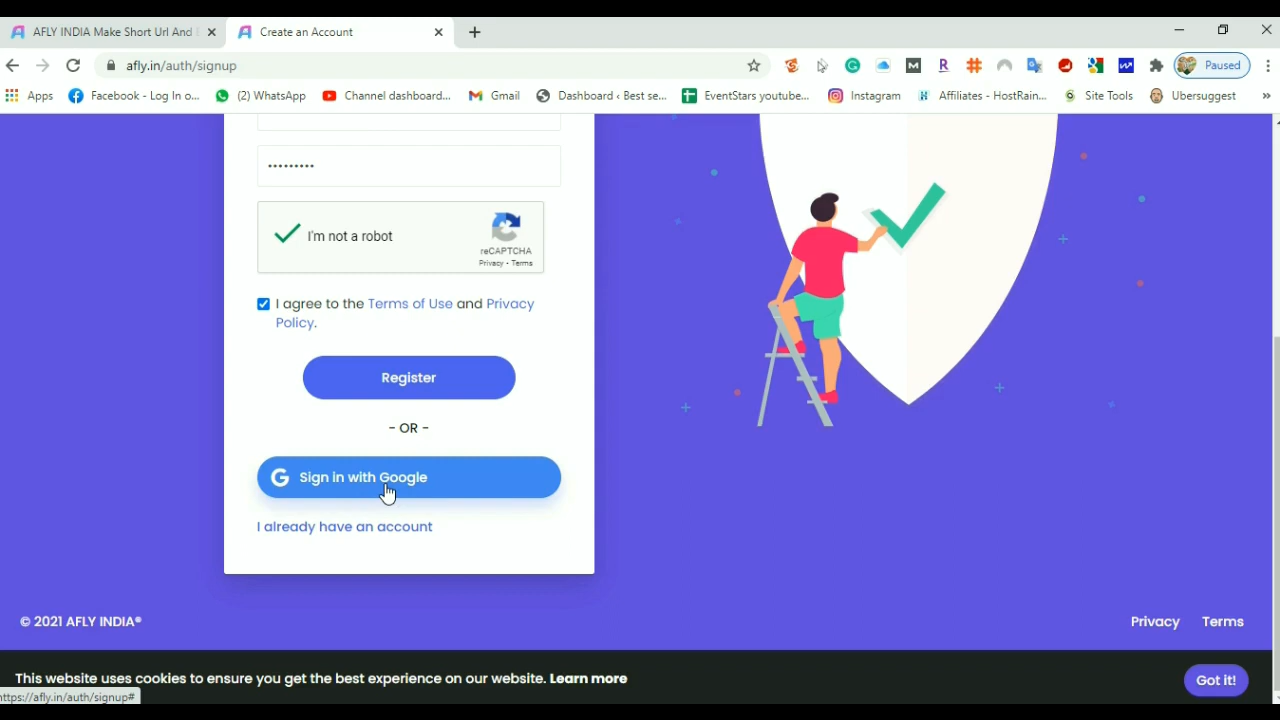 AFLY INDIA Make Short Url And
Create an Account
afly.in/auth/signup
Paused
Apps
Facebook - Log In o...
(2) WhatsApp
Channel dashboard...
Gmail
Dashboard ‹ Best se...
EventStars youtube...
Instagram
Affiliates - HostRain...
Site Tools
Ubersuggest
»
•••••••••
I'm not a robot
reCAPTCHA
Privacy - Terms
I agree to the Terms of Use and Privacy
Policy.
Register
- OR -
Sign in with Google
I already have an account
© 2021 AFLY INDIA®
Privacy
Terms
This website uses cookies to ensure you get the best experience on our website. Learn more
Got it!
https://afly.in/auth/signup#